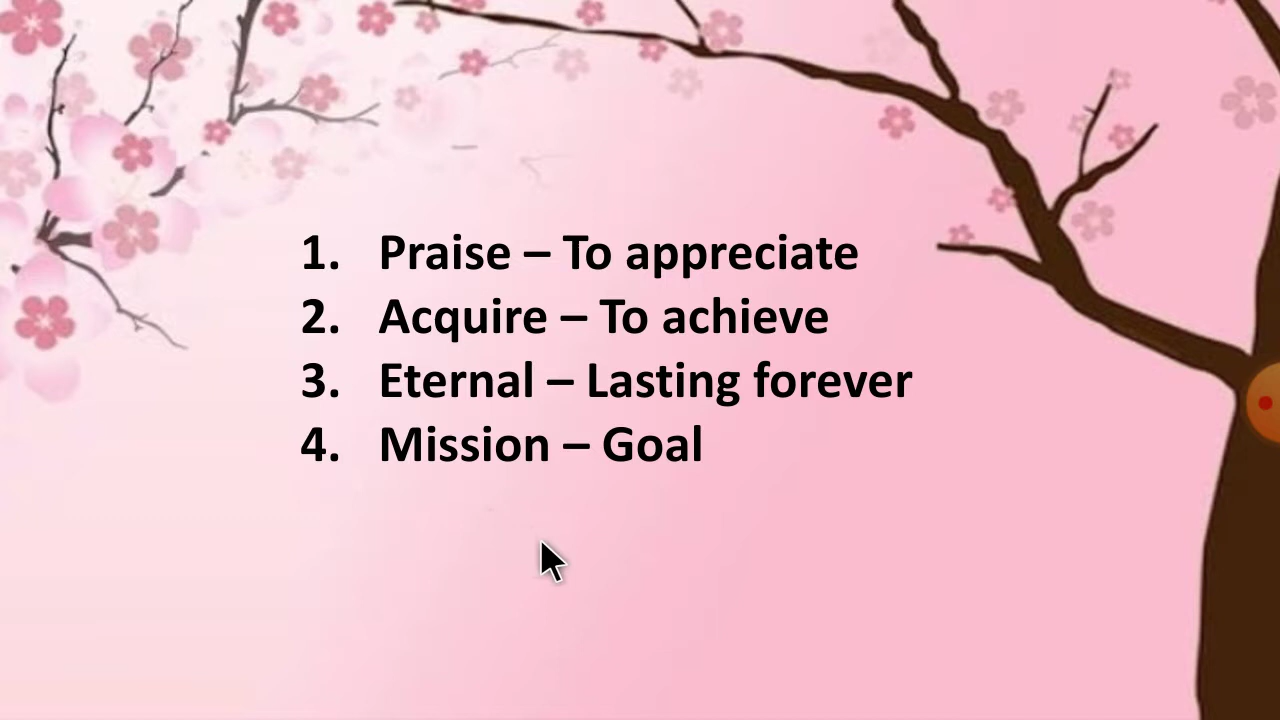 1. Praise – To appreciate
2. Acquire – To achieve
3. Eternal – Lasting forever
4. Mission – Goal